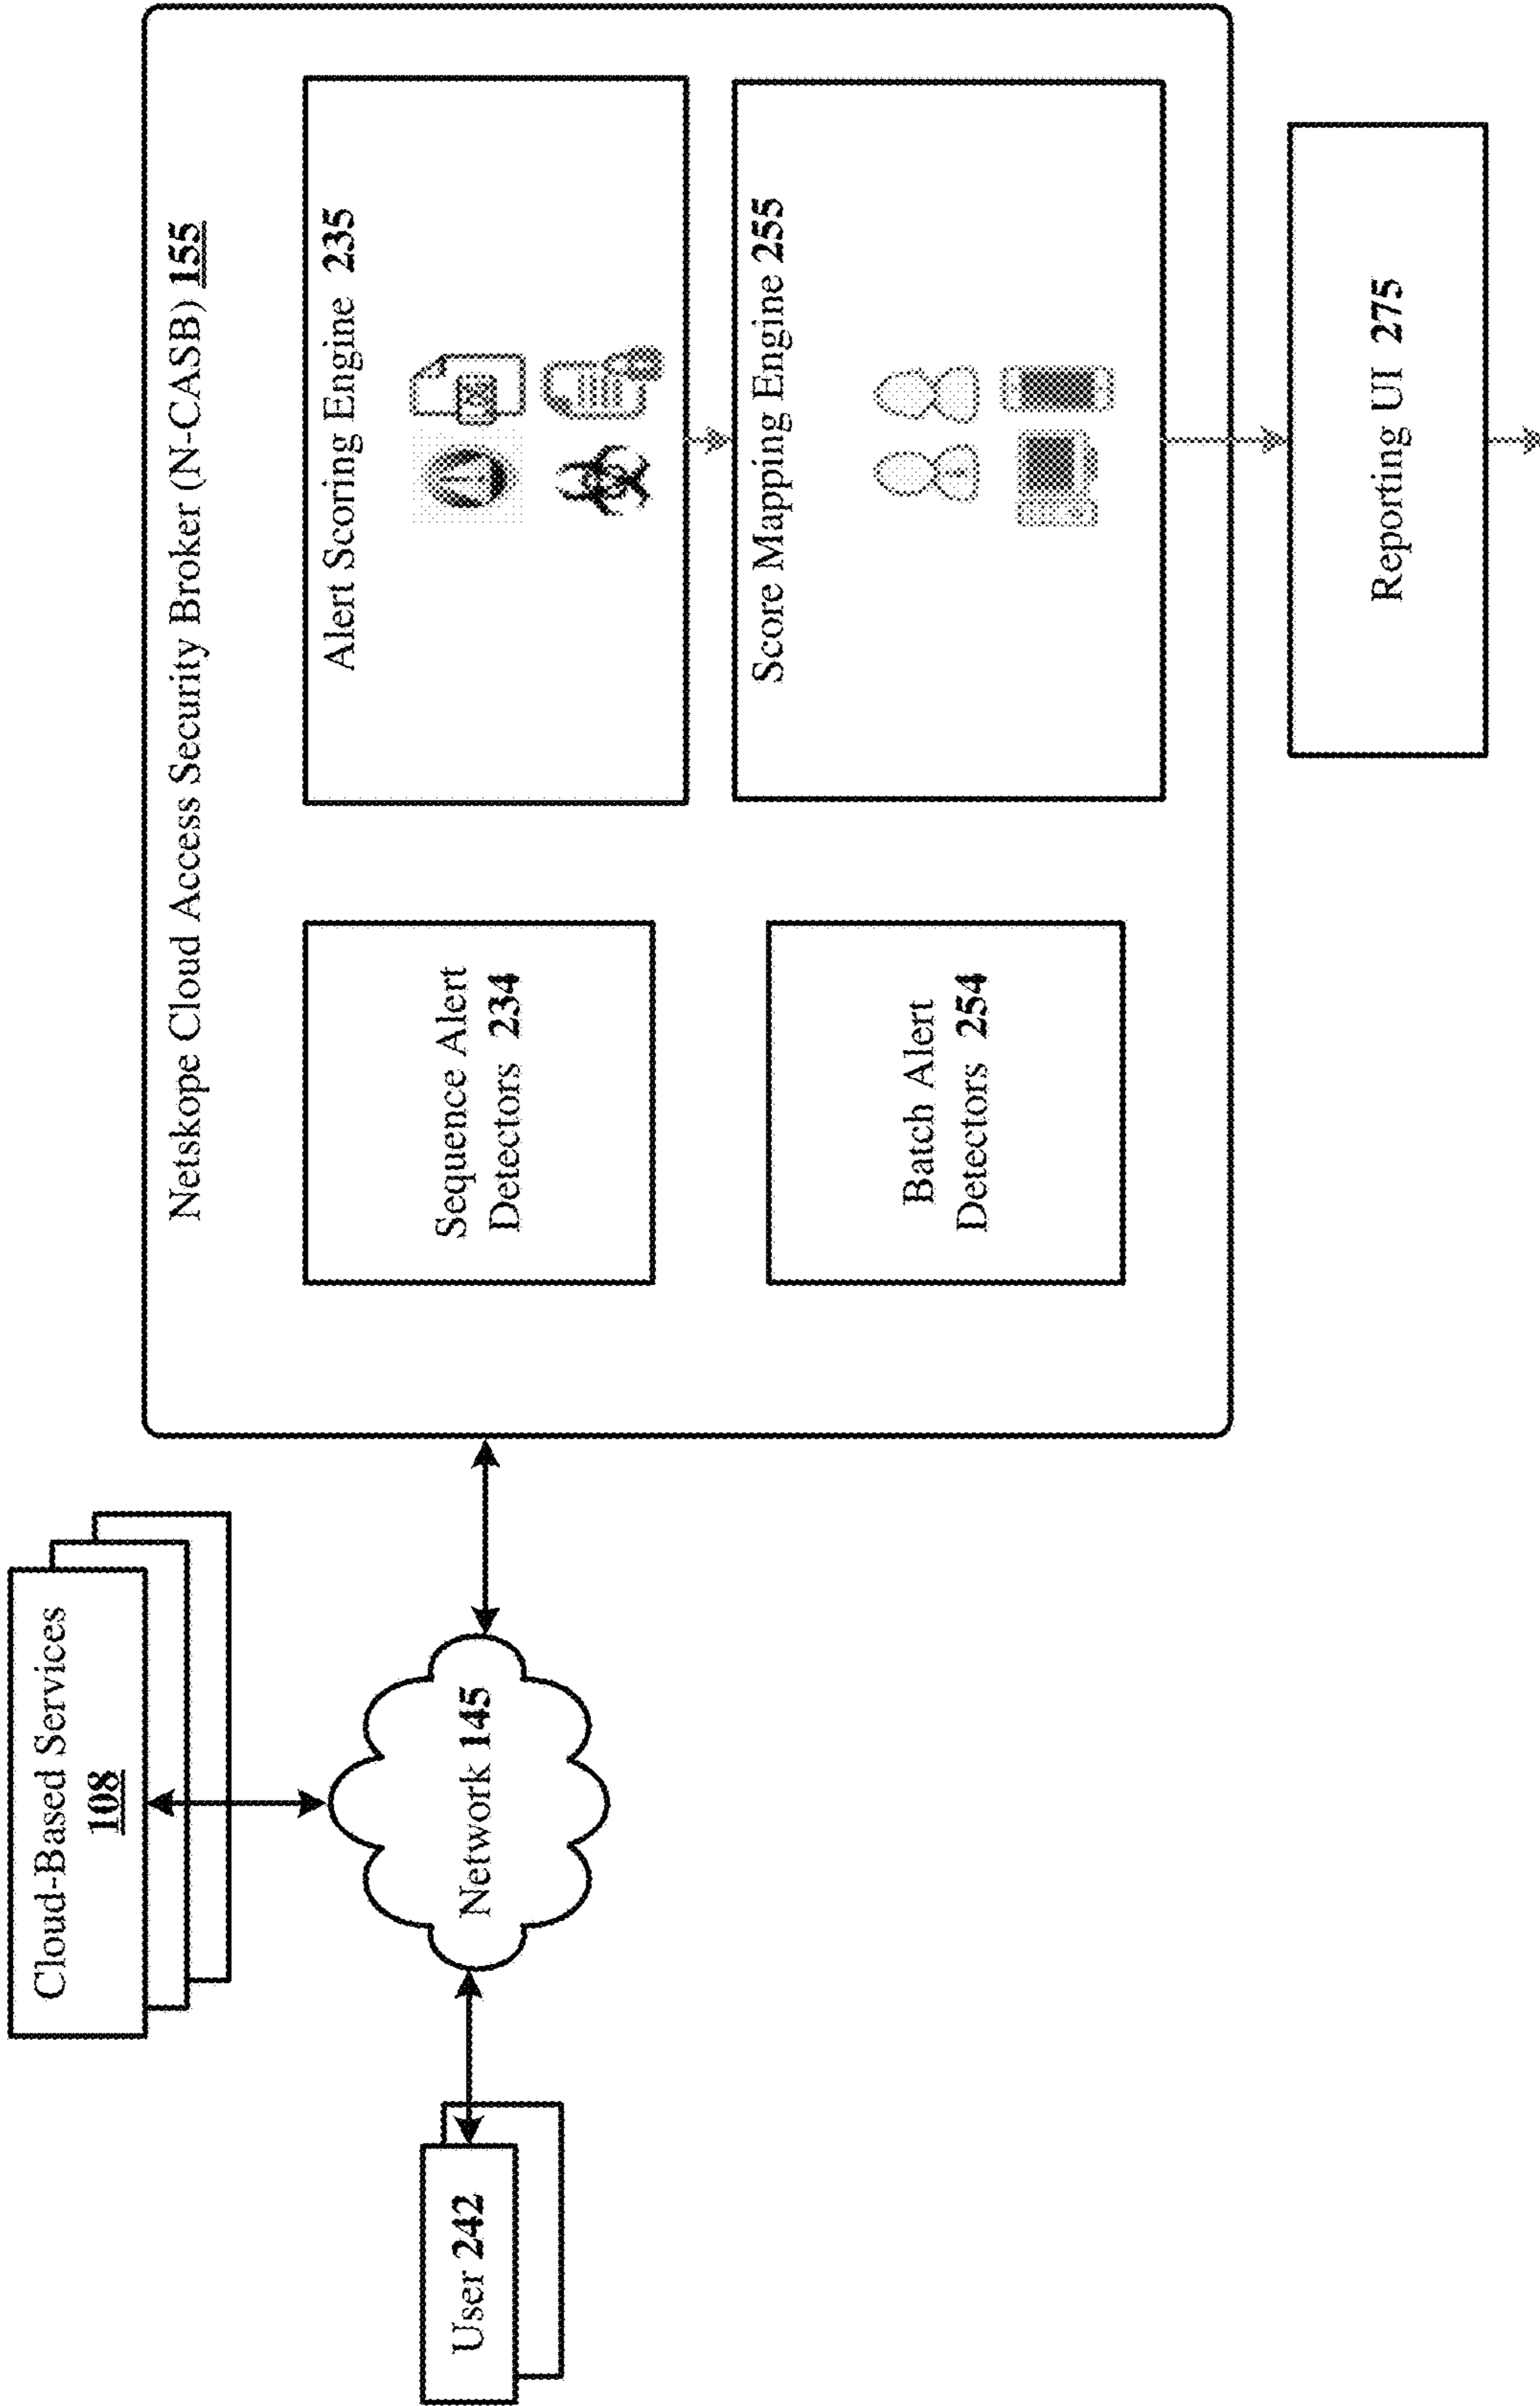 Cloud-Based Services
108
User 242
Network 145
Netskope Cloud Access Security Broker (N-CASB) 155
Sequence Alert
Detectors 234
Alert Scoring Engine 235
Batch Alert
Detectors 254
Score Mapping Engine 255
Reporting UI 275